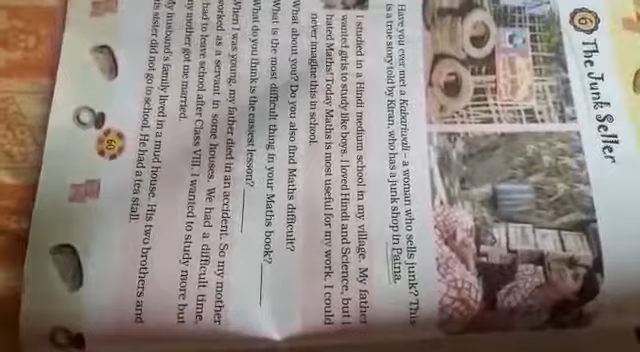 6 The Junk Seller
Have you ever met a Kabariwali – a woman who sells junk? This
is a true story told by Kiran, who has a junk shop in Patna.
I studied in a Hindi medium school in my village. My father
wanted girls to study like boys. I loved Hindi and Science, but I
hated Maths! Today Maths is most useful for my work. I could
never imagine this in school.
What about you? Do you also find Maths difficult?
What is the most difficult thing in your Maths book?
What do you think is the easiest lesson?
When I was young, my father died in an accident. So my mother
worked as a servant in some houses. We had a difficult time.
I had to leave school after Class VIII. I wanted to study more but
my mother got me married.
My husband's family lived in a mud house. His two brothers and
his sister did not go to school. He had a tea stall.
60